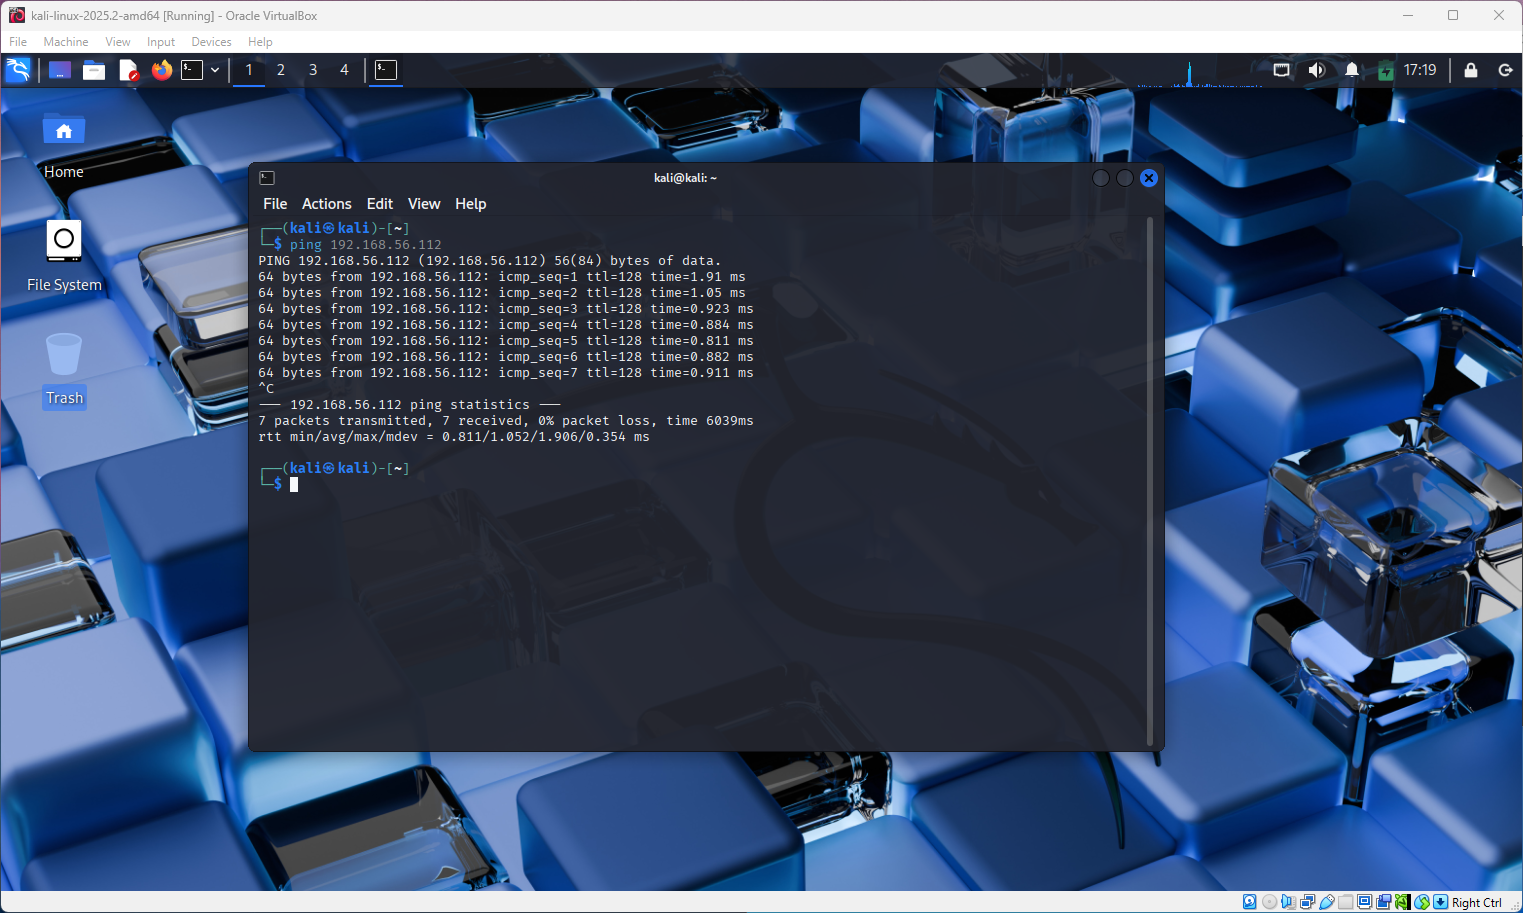 kali-linux-2025.2-amd64 [Running] - Oracle VirtualBox
File Machine View Input Devices Help
1 2 3 4 17:19
Home
File System
Trash
kali@kali: ~
File Actions Edit View Help
┌──(kali㉿kali)-[~]
└─$ ping 192.168.56.112
PING 192.168.56.112 (192.168.56.112) 56(84) bytes of data.
64 bytes from 192.168.56.112: icmp_seq=1 ttl=128 time=1.91 ms
64 bytes from 192.168.56.112: icmp_seq=2 ttl=128 time=1.05 ms
64 bytes from 192.168.56.112: icmp_seq=3 ttl=128 time=0.923 ms
64 bytes from 192.168.56.112: icmp_seq=4 ttl=128 time=0.884 ms
64 bytes from 192.168.56.112: icmp_seq=5 ttl=128 time=0.811 ms
64 bytes from 192.168.56.112: icmp_seq=6 ttl=128 time=0.882 ms
64 bytes from 192.168.56.112: icmp_seq=7 ttl=128 time=0.911 ms
^C
--- 192.168.56.112 ping statistics ---
7 packets transmitted, 7 received, 0% packet loss, time 6039ms
rtt min/avg/max/mdev = 0.811/1.052/1.906/0.354 ms
┌──(kali㉿kali)-[~]
└─$
Right Ctrl